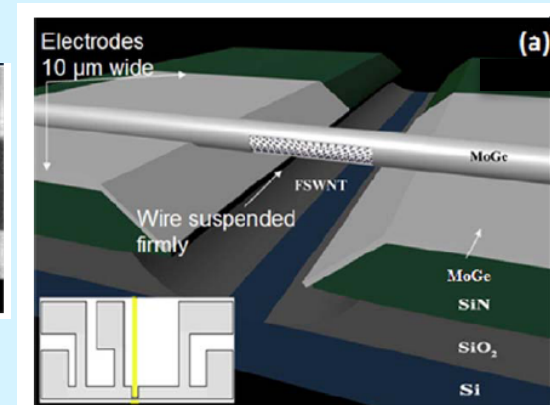 Electrodes
10 µm wide
(a)
MoGe
FSWNT
Wire suspended
firmly
MoGe
SiN
SiO₂
Si